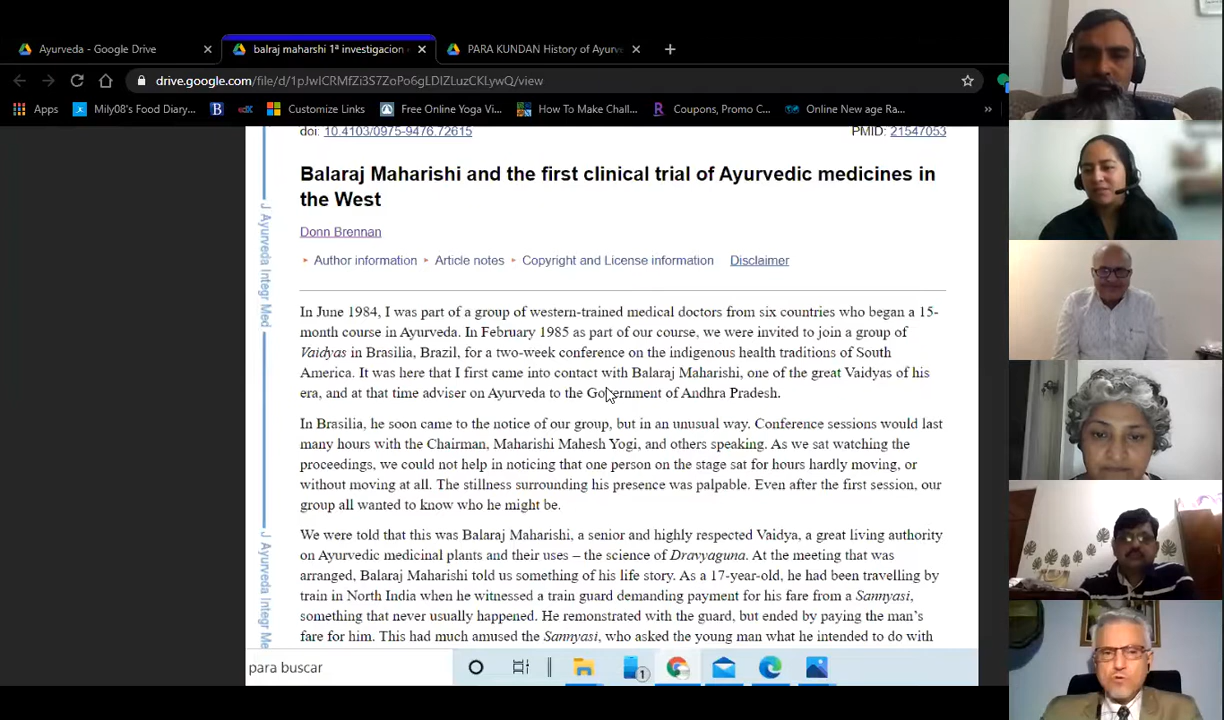 Ayurveda - Google Drive
balraj maharshi 1ª investigacion
PARA KUNDAN History of Ayurve
drive.google.com/file/d/1pJwICRMfZi3S7ZoPo6gLDIZLuzCKLywQ/view
Apps
Mily08's Food Diary...
B
edX
Customize Links
Free Online Yoga Vi...
How To Make Chall...
R
Coupons, Promo C...
Online New age Ra...
»
doi: 10.4103/0975-9476.72615
PMID: 21547053
Balaraj Maharishi and the first clinical trial of Ayurvedic medicines in
the West
Donn Brennan
Author information
Article notes
Copyright and License information
Disclaimer
In June 1984, I was part of a group of western-trained medical doctors from six countries who began a 15-
month course in Ayurveda. In February 1985 as part of our course, we were invited to join a group of
Vaidyas in Brasilia, Brazil, for a two-week conference on the indigenous health traditions of South
America. It was here that I first came into contact with Balaraj Maharishi, one of the great Vaidyas of his
era, and at that time adviser on Ayurveda to the Government of Andhra Pradesh.
In Brasilia, he soon came to the notice of our group, but in an unusual way. Conference sessions would last
many hours with the Chairman, Maharishi Mahesh Yogi, and others speaking. As we sat watching the
proceedings, we could not help in noticing that one person on the stage sat for hours hardly moving, or
without moving at all. The stillness surrounding his presence was palpable. Even after the first session, our
group all wanted to know who he might be.
We were told that this was Balaraj Maharishi, a senior and highly respected Vaidya, a great living authority
on Ayurvedic medicinal plants and their uses – the science of Dravyaguna. At the meeting that was
arranged, Balaraj Maharishi told us something of his life story. As a 17-year-old, he had been travelling by
train in North India when he witnessed a train guard demanding payment for his fare from a Sannyasi,
something that never usually happened. He remonstrated with the guard, but ended by paying the man's
fare for him. This had much amused the Sannyasi, who asked the young man what he intended to do with
J Ayurveda Integr Med
J Ayurveda Integr Me
para buscar
1